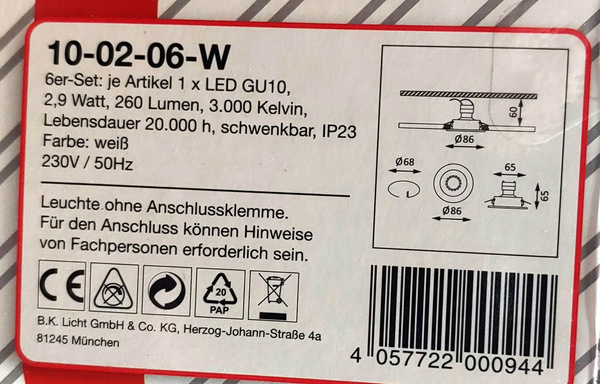 10-02-06-W
6er-Set: je Artikel 1 x LED GU10,
2,9 Watt, 260 Lumen, 3.000 Kelvin,
Lebensdauer 20.000 h, schwenkbar, IP23
Farbe: weiß
230V / 50Hz
60
Ø86
Ø68
65
65
Ø86
Leuchte ohne Anschlussklemme.
Für den Anschluss können Hinweise
von Fachpersonen erforderlich sein.
CE
20
PAP
B.K. Licht GmbH & Co. KG, Herzog-Johann-Straße 4a
81245 München
4 057722 000944